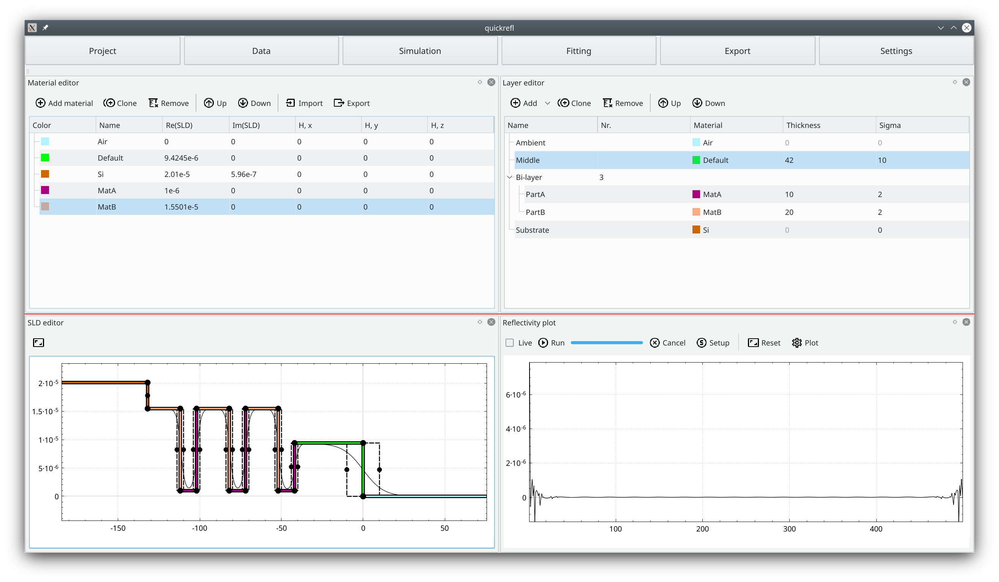 quickrefl
Project Data Simulation Fitting Export Settings
Material editor
Add material Clone Remove Up Down Import Export
Color Name Re(SLD) Im(SLD) H, x H, y H, z
Air 0 0 0 0 0
Default 9.4245e-6 0 0 0 0
Si 2.01e-5 5.96e-7 0 0 0
MatA 1e-6 0 0 0 0
MatB 1.5501e-5 0 0 0 0
Layer editor
Add Clone Remove Up Down
Name Nr. Material Thickness Sigma
Ambient Air 0 0
Middle Default 42 10
Bi-layer 3
PartA MatA 10 2
PartB MatB 20 2
Substrate Si 0 0
SLD editor
2·10⁻⁵
1.5·10⁻⁵
1·10⁻⁵
5·10⁻⁶
0
-150 -100 -50 0 50
Reflectivity plot
Live Run Cancel Setup Reset Plot
6·10⁻⁶
4·10⁻⁶
2·10⁻⁶
0
100 200 300 400